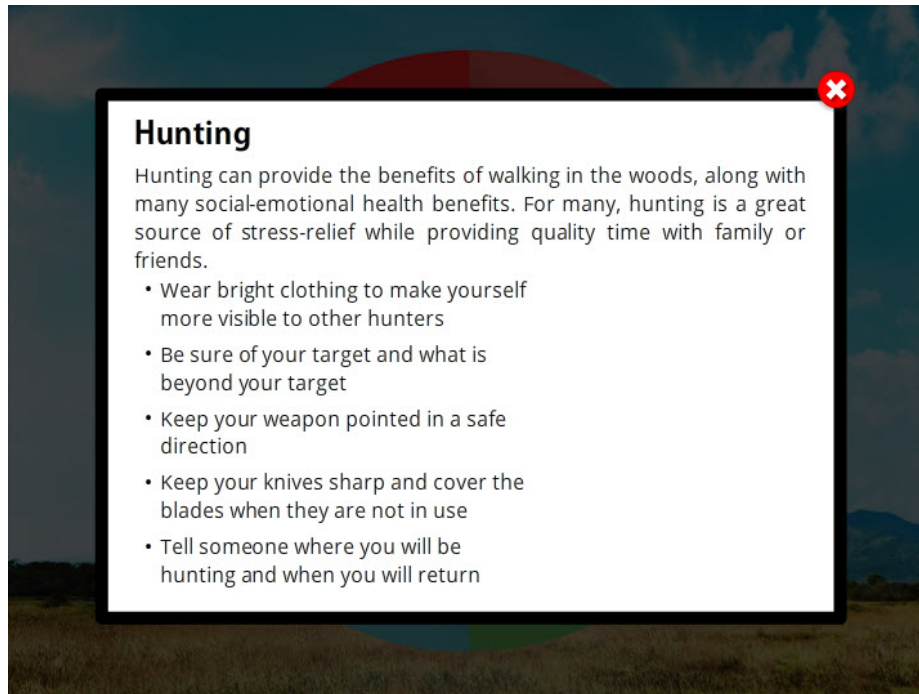 Hunting
Hunting can provide the benefits of walking in the woods, along with
many social-emotional health benefits. For many, hunting is a great
source of stress-relief while providing quality time with family or
friends.
• Wear bright clothing to make yourself
more visible to other hunters
• Be sure of your target and what is
beyond your target
• Keep your weapon pointed in a safe
direction
• Keep your knives sharp and cover the
blades when they are not in use
• Tell someone where you will be
hunting and when you will return